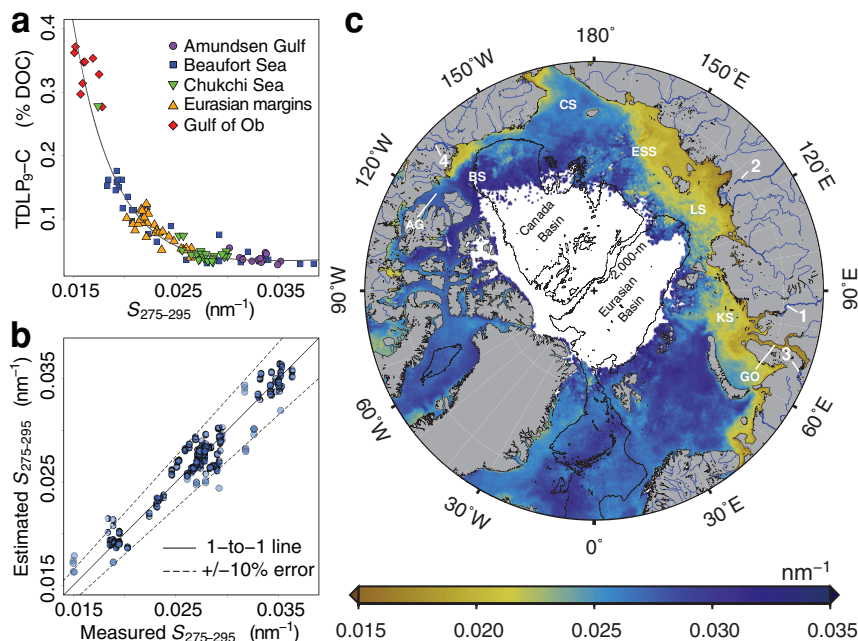 a
TDLP9–C (% DOC)
0.4
0.3
0.2
0.1
Amundsen Gulf
Beaufort Sea
Chukchi Sea
Eurasian margins
Gulf of Ob
0.015 0.025 0.035
S275–295 (nm−1)
b
Estimated S275–295 (nm−1)
0.035
0.025
0.015
1−to−1 line
+/−10% error
0.015 0.025 0.035
Measured S275–295 (nm−1)
c
180˚
150˚W
150˚E
120˚W
120˚E
90˚W
90˚E
60˚W
60˚E
30˚W
30˚E
0˚
CS
ESS
4
2
BS
LS
AG
Canada
Basin
2,000-m
Eurasian
Basin
KS
1
3
GO
nm−1
0.015 0.020 0.025 0.030 0.035